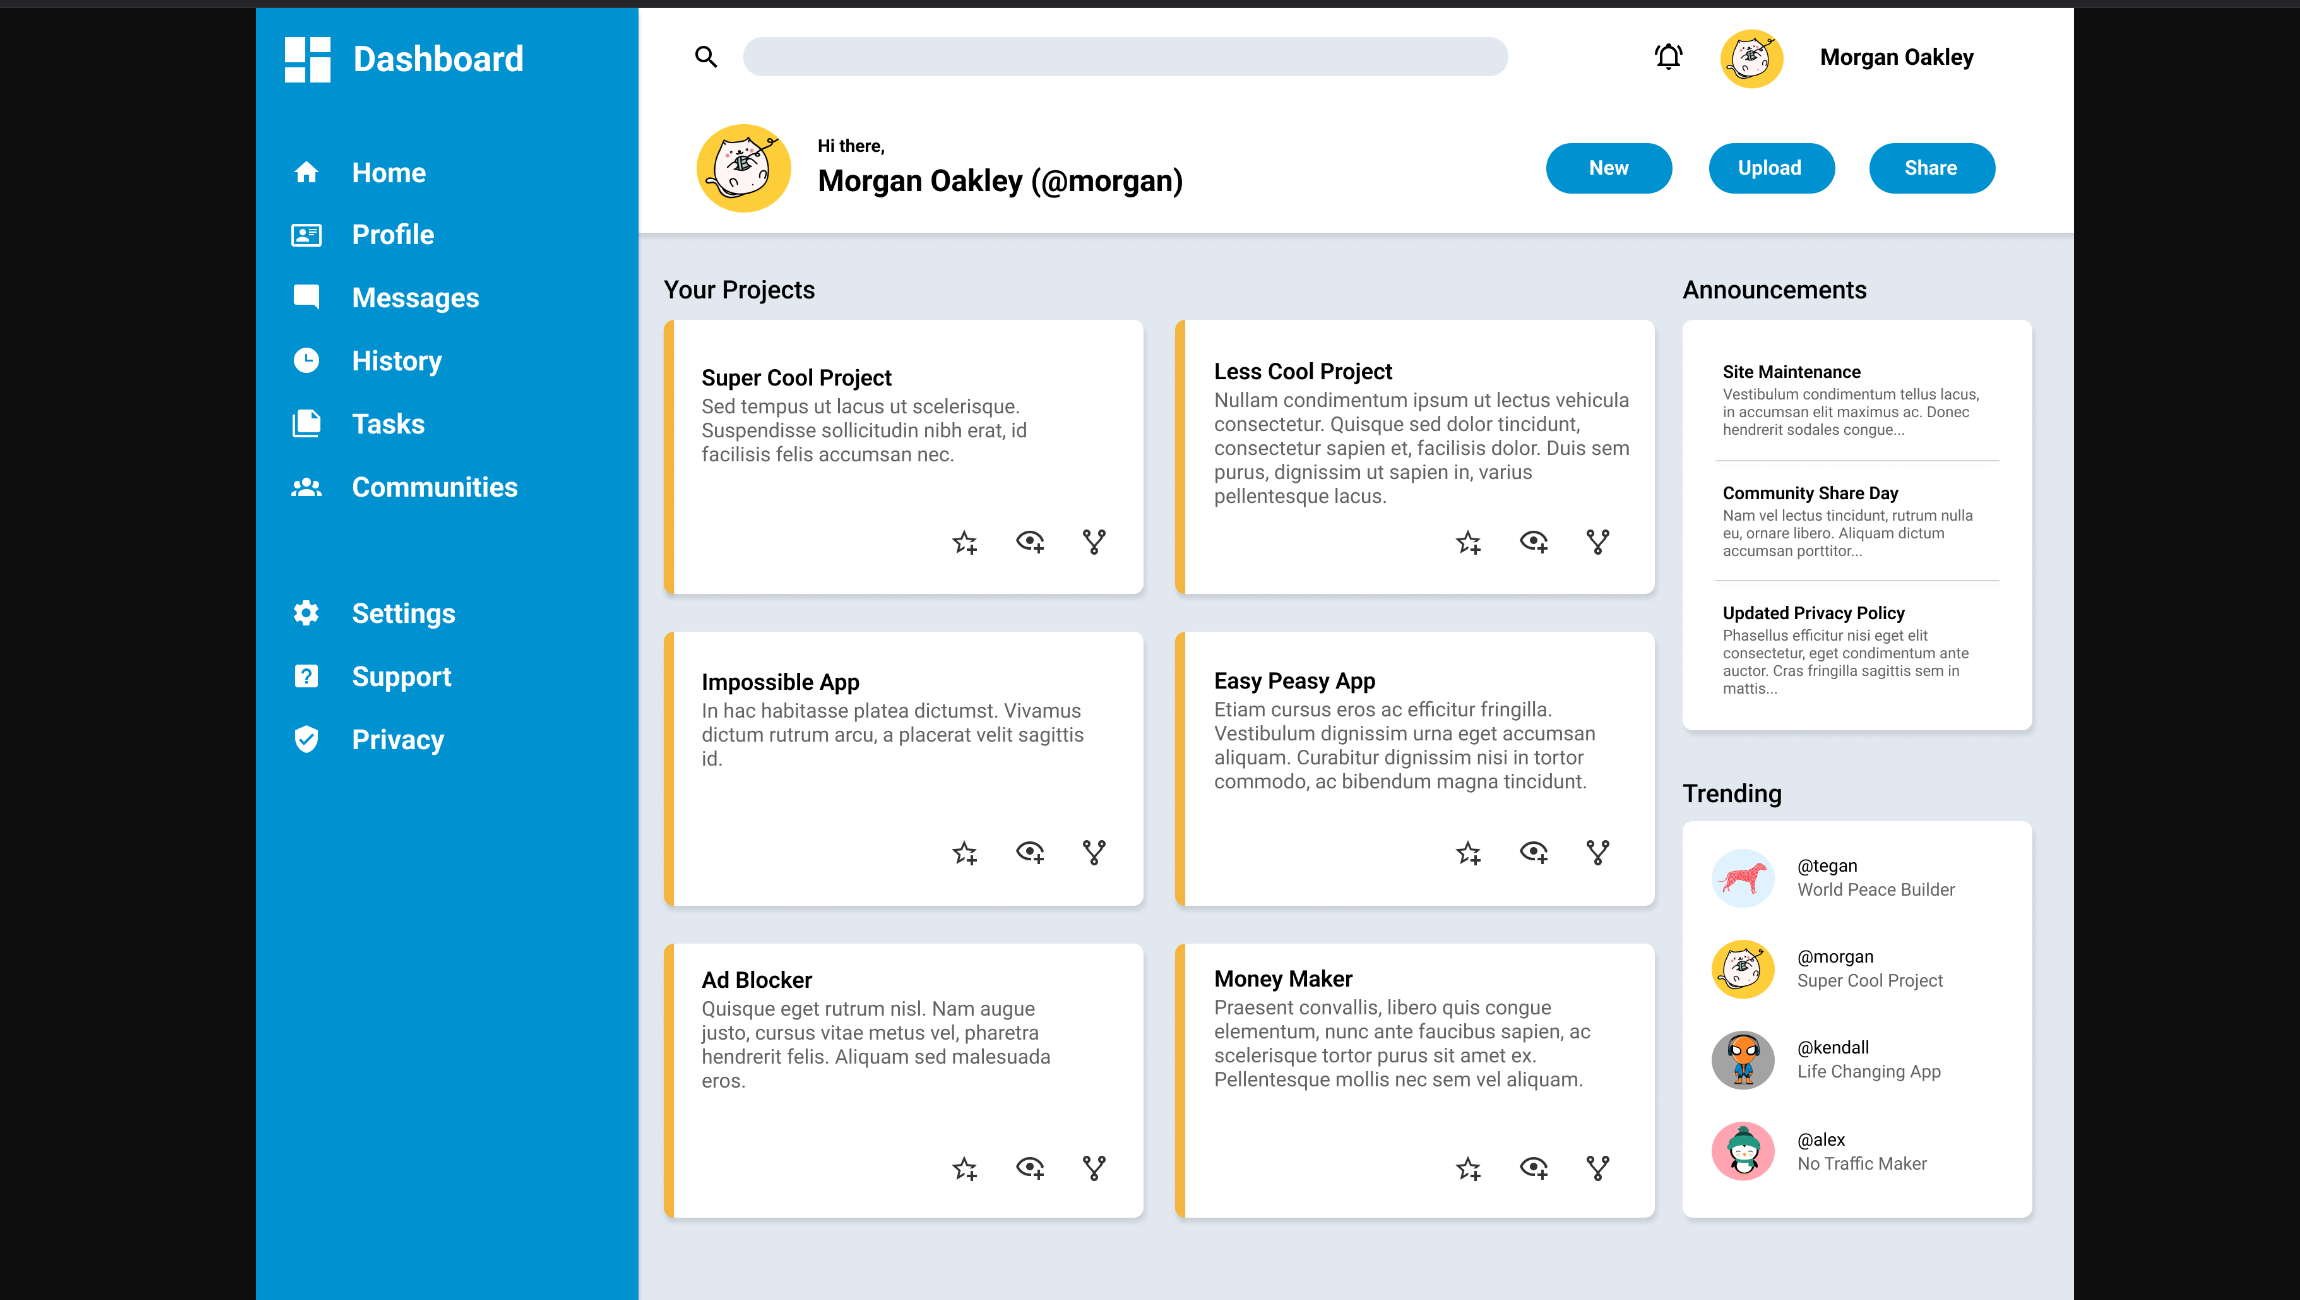 Dashboard
Home
Profile
Messages
History
Tasks
Communities
Settings
Support
Privacy
Morgan Oakley
Hi there,
Morgan Oakley (@morgan)
New
Upload
Share
Your Projects
Super Cool Project
Sed tempus ut lacus ut scelerisque.
Suspendisse sollicitudin nibh erat, id
facilisis felis accumsan nec.
Less Cool Project
Nullam condimentum ipsum ut lectus vehicula
consectetur. Quisque sed dolor tincidunt,
consectetur sapien et, facilisis dolor. Duis sem
purus, dignissim ut sapien in, varius
pellentesque lacus.
Impossible App
In hac habitasse platea dictumst. Vivamus
dictum rutrum arcu, a placerat velit sagittis
id.
Easy Peasy App
Etiam cursus eros ac efficitur fringilla.
Vestibulum dignissim urna eget accumsan
aliquam. Curabitur dignissim nisi in tortor
commodo, ac bibendum magna tincidunt.
Ad Blocker
Quisque eget rutrum nisl. Nam augue
justo, cursus vitae metus vel, pharetra
hendrerit felis. Aliquam sed malesuada
eros.
Money Maker
Praesent convallis, libero quis congue
elementum, nunc ante faucibus sapien, ac
scelerisque tortor purus sit amet ex.
Pellentesque mollis nec sem vel aliquam.
Announcements
Site Maintenance
Vestibulum condimentum tellus lacus,
in accumsan elit maximus ac. Donec
hendrerit sodales congue...
Community Share Day
Nam vel lectus tincidunt, rutrum nulla
eu, ornare libero. Aliquam dictum
accumsan porttitor...
Updated Privacy Policy
Phasellus efficitur nisi eget elit
consectetur, eget condimentum ante
auctor. Cras fringilla sagittis sem in
mattis...
Trending
@tegan
World Peace Builder
@morgan
Super Cool Project
@kendall
Life Changing App
@alex
No Traffic Maker